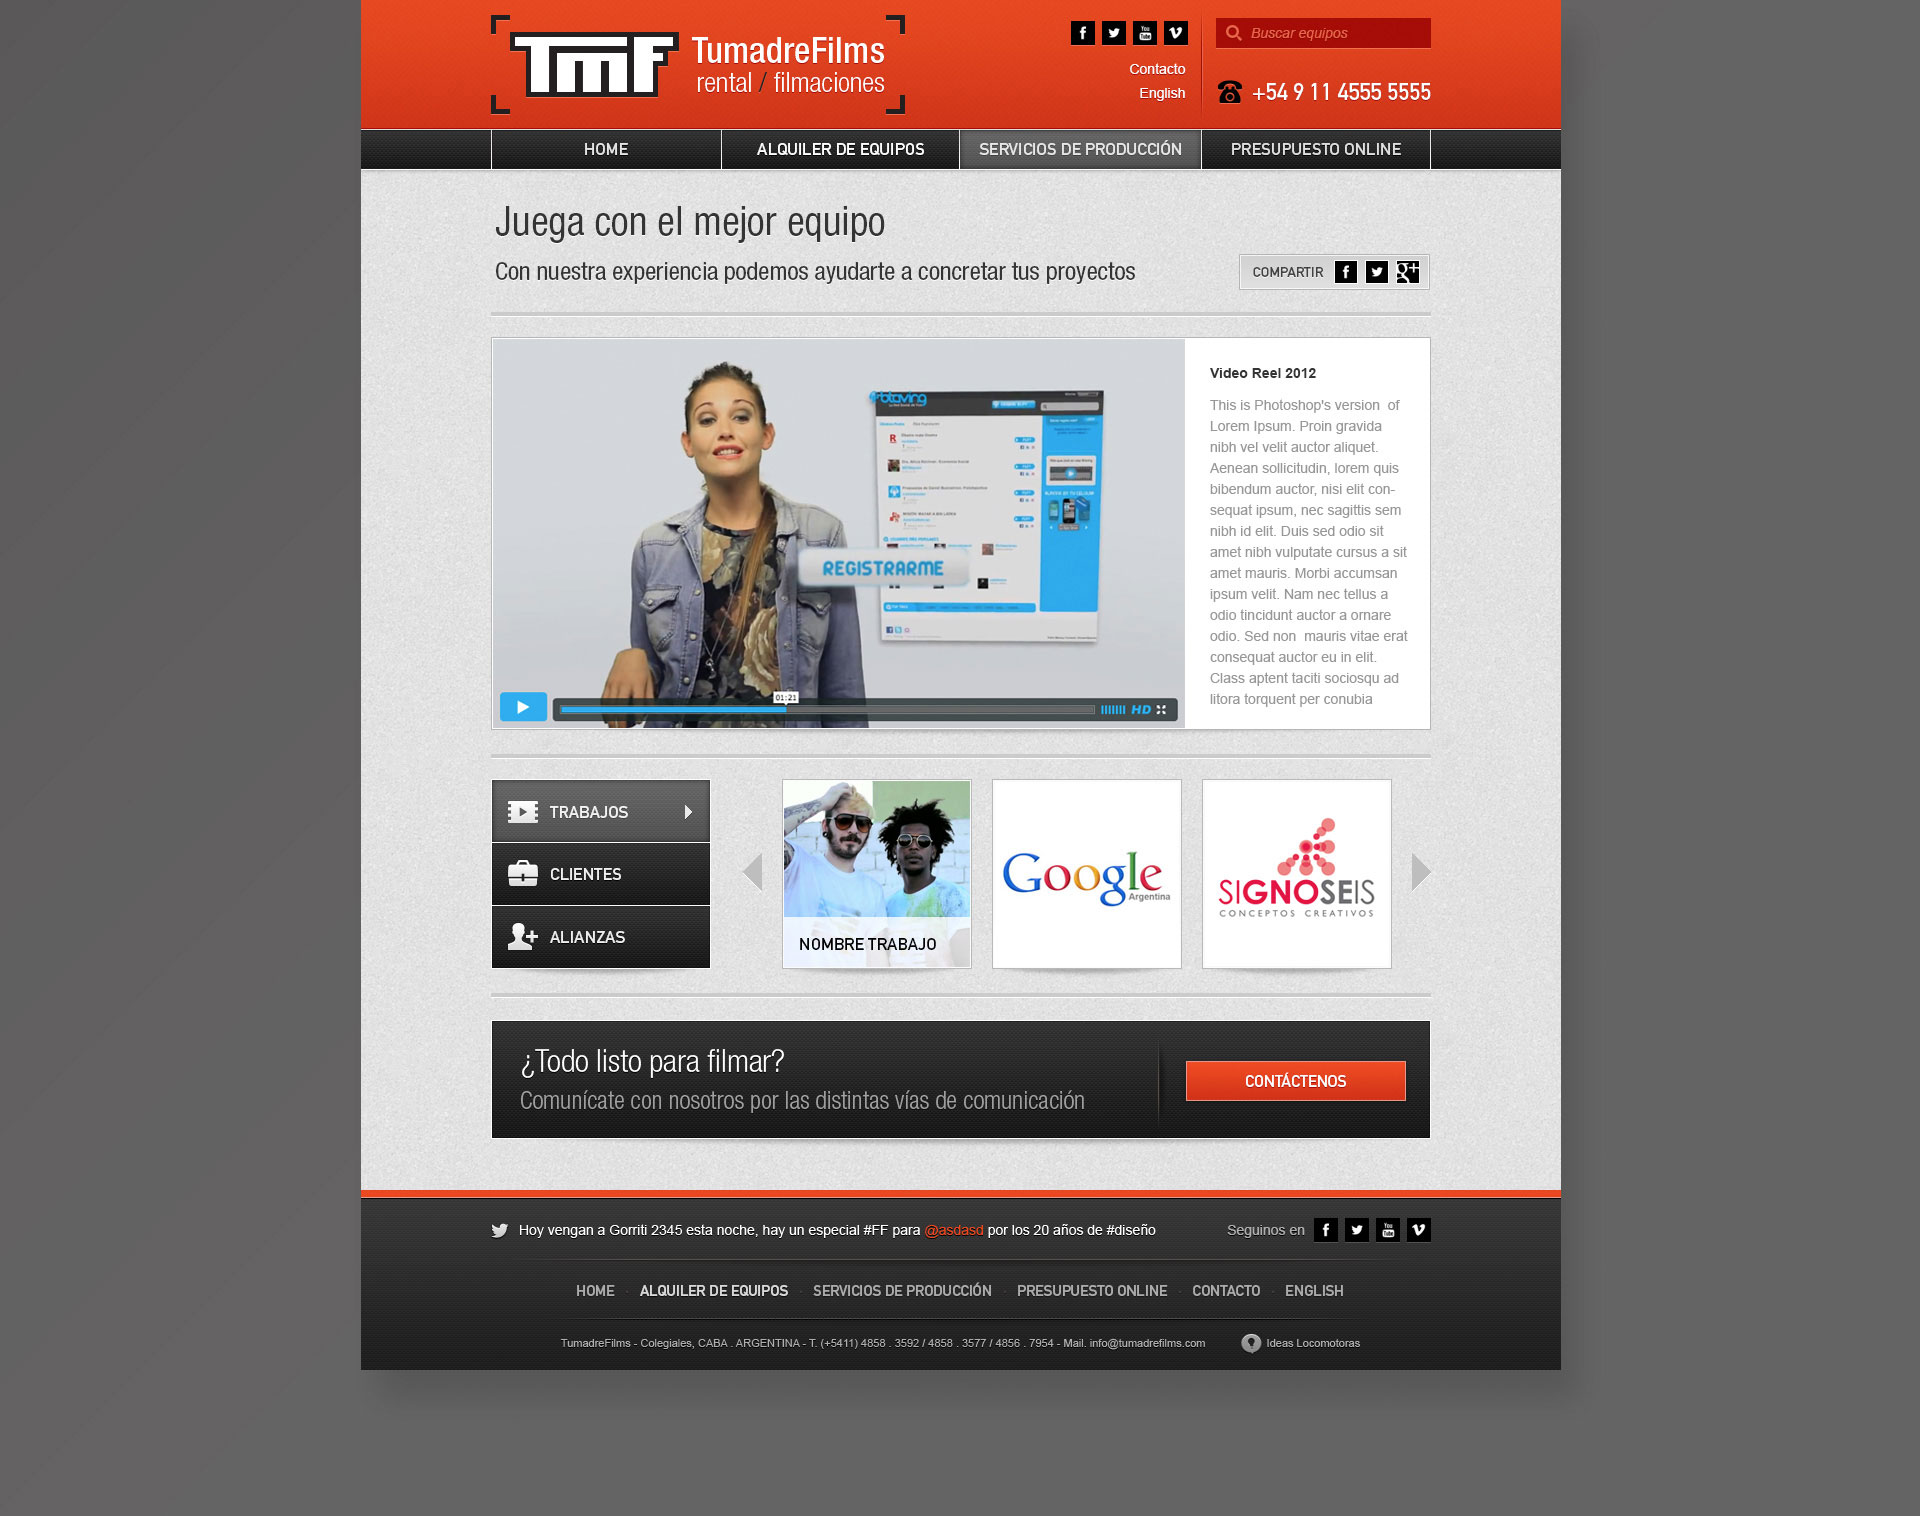 TmF
TumadreFilms
rental / filmaciones
Contacto
English
Buscar equipos
+54 9 11 4555 5555
HOME
ALQUILER DE EQUIPOS
SERVICIOS DE PRODUCCIÓN
PRESUPUESTO ONLINE
Juega con el mejor equipo
Con nuestra experiencia podemos ayudarte a concretar tus proyectos
COMPARTIR
blaving
REGISTRARME
01:21
HD
Video Reel 2012
This is Photoshop's version of
Lorem Ipsum. Proin gravida
nibh vel velit auctor aliquet.
Aenean sollicitudin, lorem quis
bibendum auctor, nisi elit con-
sequat ipsum, nec sagittis sem
nibh id elit. Duis sed odio sit
amet nibh vulputate cursus a sit
amet mauris. Morbi accumsan
ipsum velit. Nam nec tellus a
odio tincidunt auctor a ornare
odio. Sed non mauris vitae erat
consequat auctor eu in elit.
Class aptent taciti sociosqu ad
litora torquent per conubia
TRABAJOS
CLIENTES
ALIANZAS
NOMBRE TRABAJO
Google
Argentina
SIGNOSEIS
CONCEPTOS CREATIVOS
¿Todo listo para filmar?
Comunícate con nosotros por las distintas vías de comunicación
CONTÁCTENOS
Hoy vengan a Gorriti 2345 esta noche, hay un especial #FF para @asdasd por los 20 años de #diseño
Seguinos en
HOME · ALQUILER DE EQUIPOS · SERVICIOS DE PRODUCCIÓN · PRESUPUESTO ONLINE · CONTACTO · ENGLISH
TumadreFilms - Colegiales, CABA . ARGENTINA - T. (+5411) 4858 . 3592 / 4858 . 3577 / 4856 . 7954 - Mail. info@tumadrefilms.com
Ideas Locomotoras